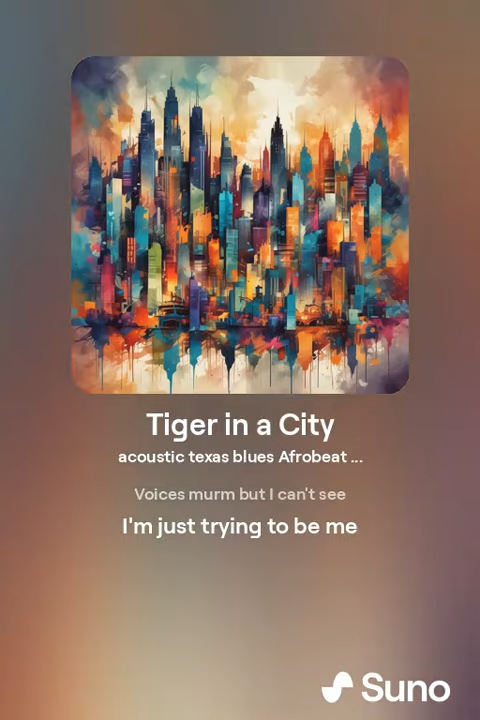 Tiger in a City
acoustic texas blues Afrobeat ...
Voices murm but I can't see
I'm just trying to be me
Suno